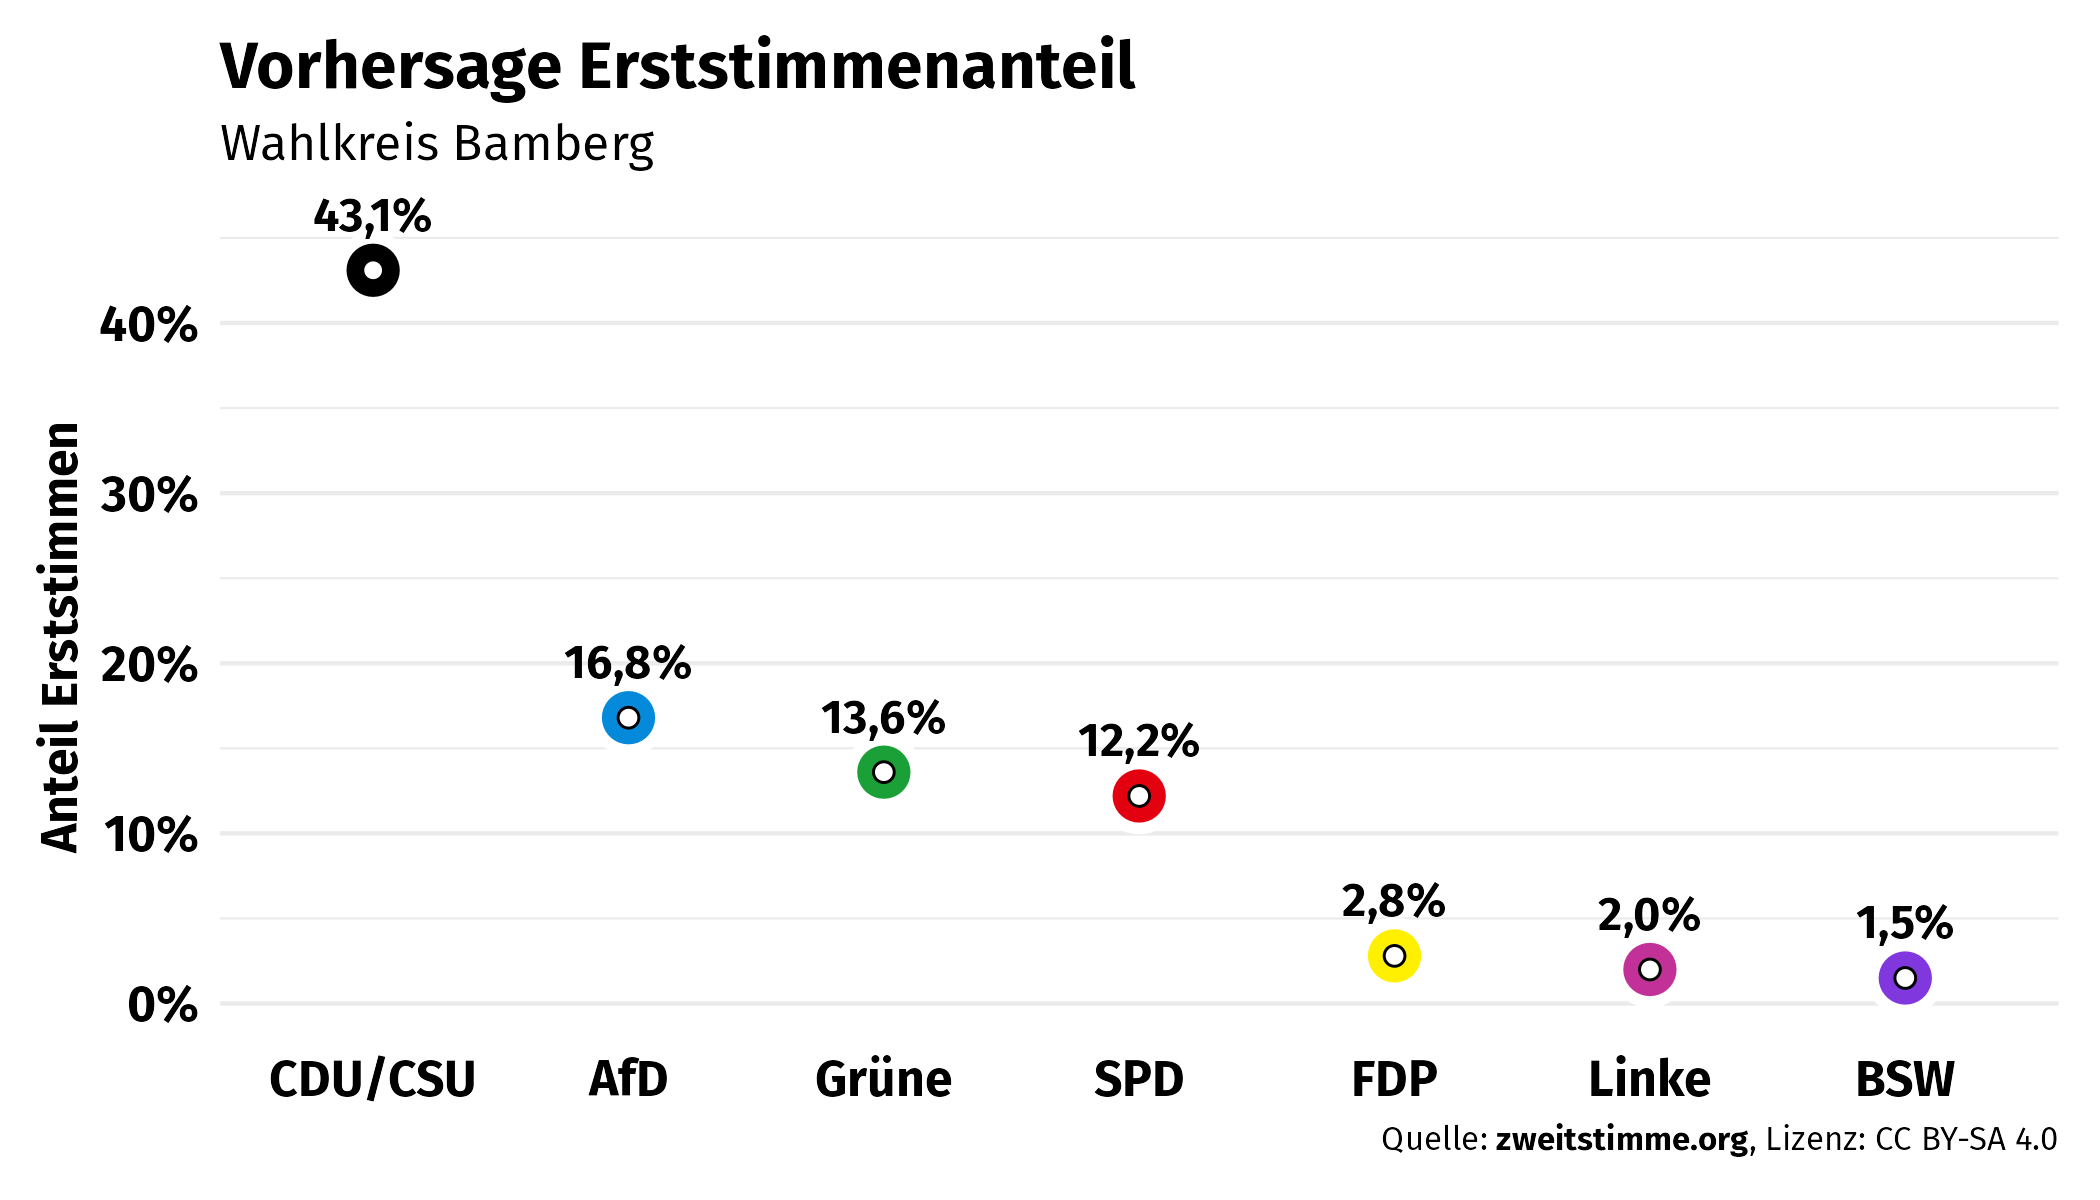 Vorhersage Erststimmenanteil
Wahlkreis Bamberg
Anteil Erststimmen
40%
30%
20%
10%
0%
43,1%
16,8%
13,6%
12,2%
2,8%
2,0%
1,5%
CDU/CSU AfD Grüne SPD FDP Linke BSW
Quelle: zweitstimme.org, Lizenz: CC BY-SA 4.0